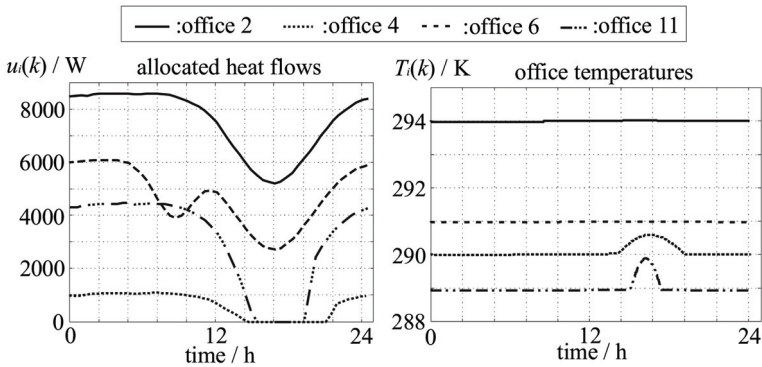 :office 2 :office 4 :office 6 :office 11
uᵢ(k) / W allocated heat flows
8000
6000
4000
2000
0
0 12 24
time / h
Tᵢ(k) / K office temperatures
294
292
290
288
0 12 24
time / h